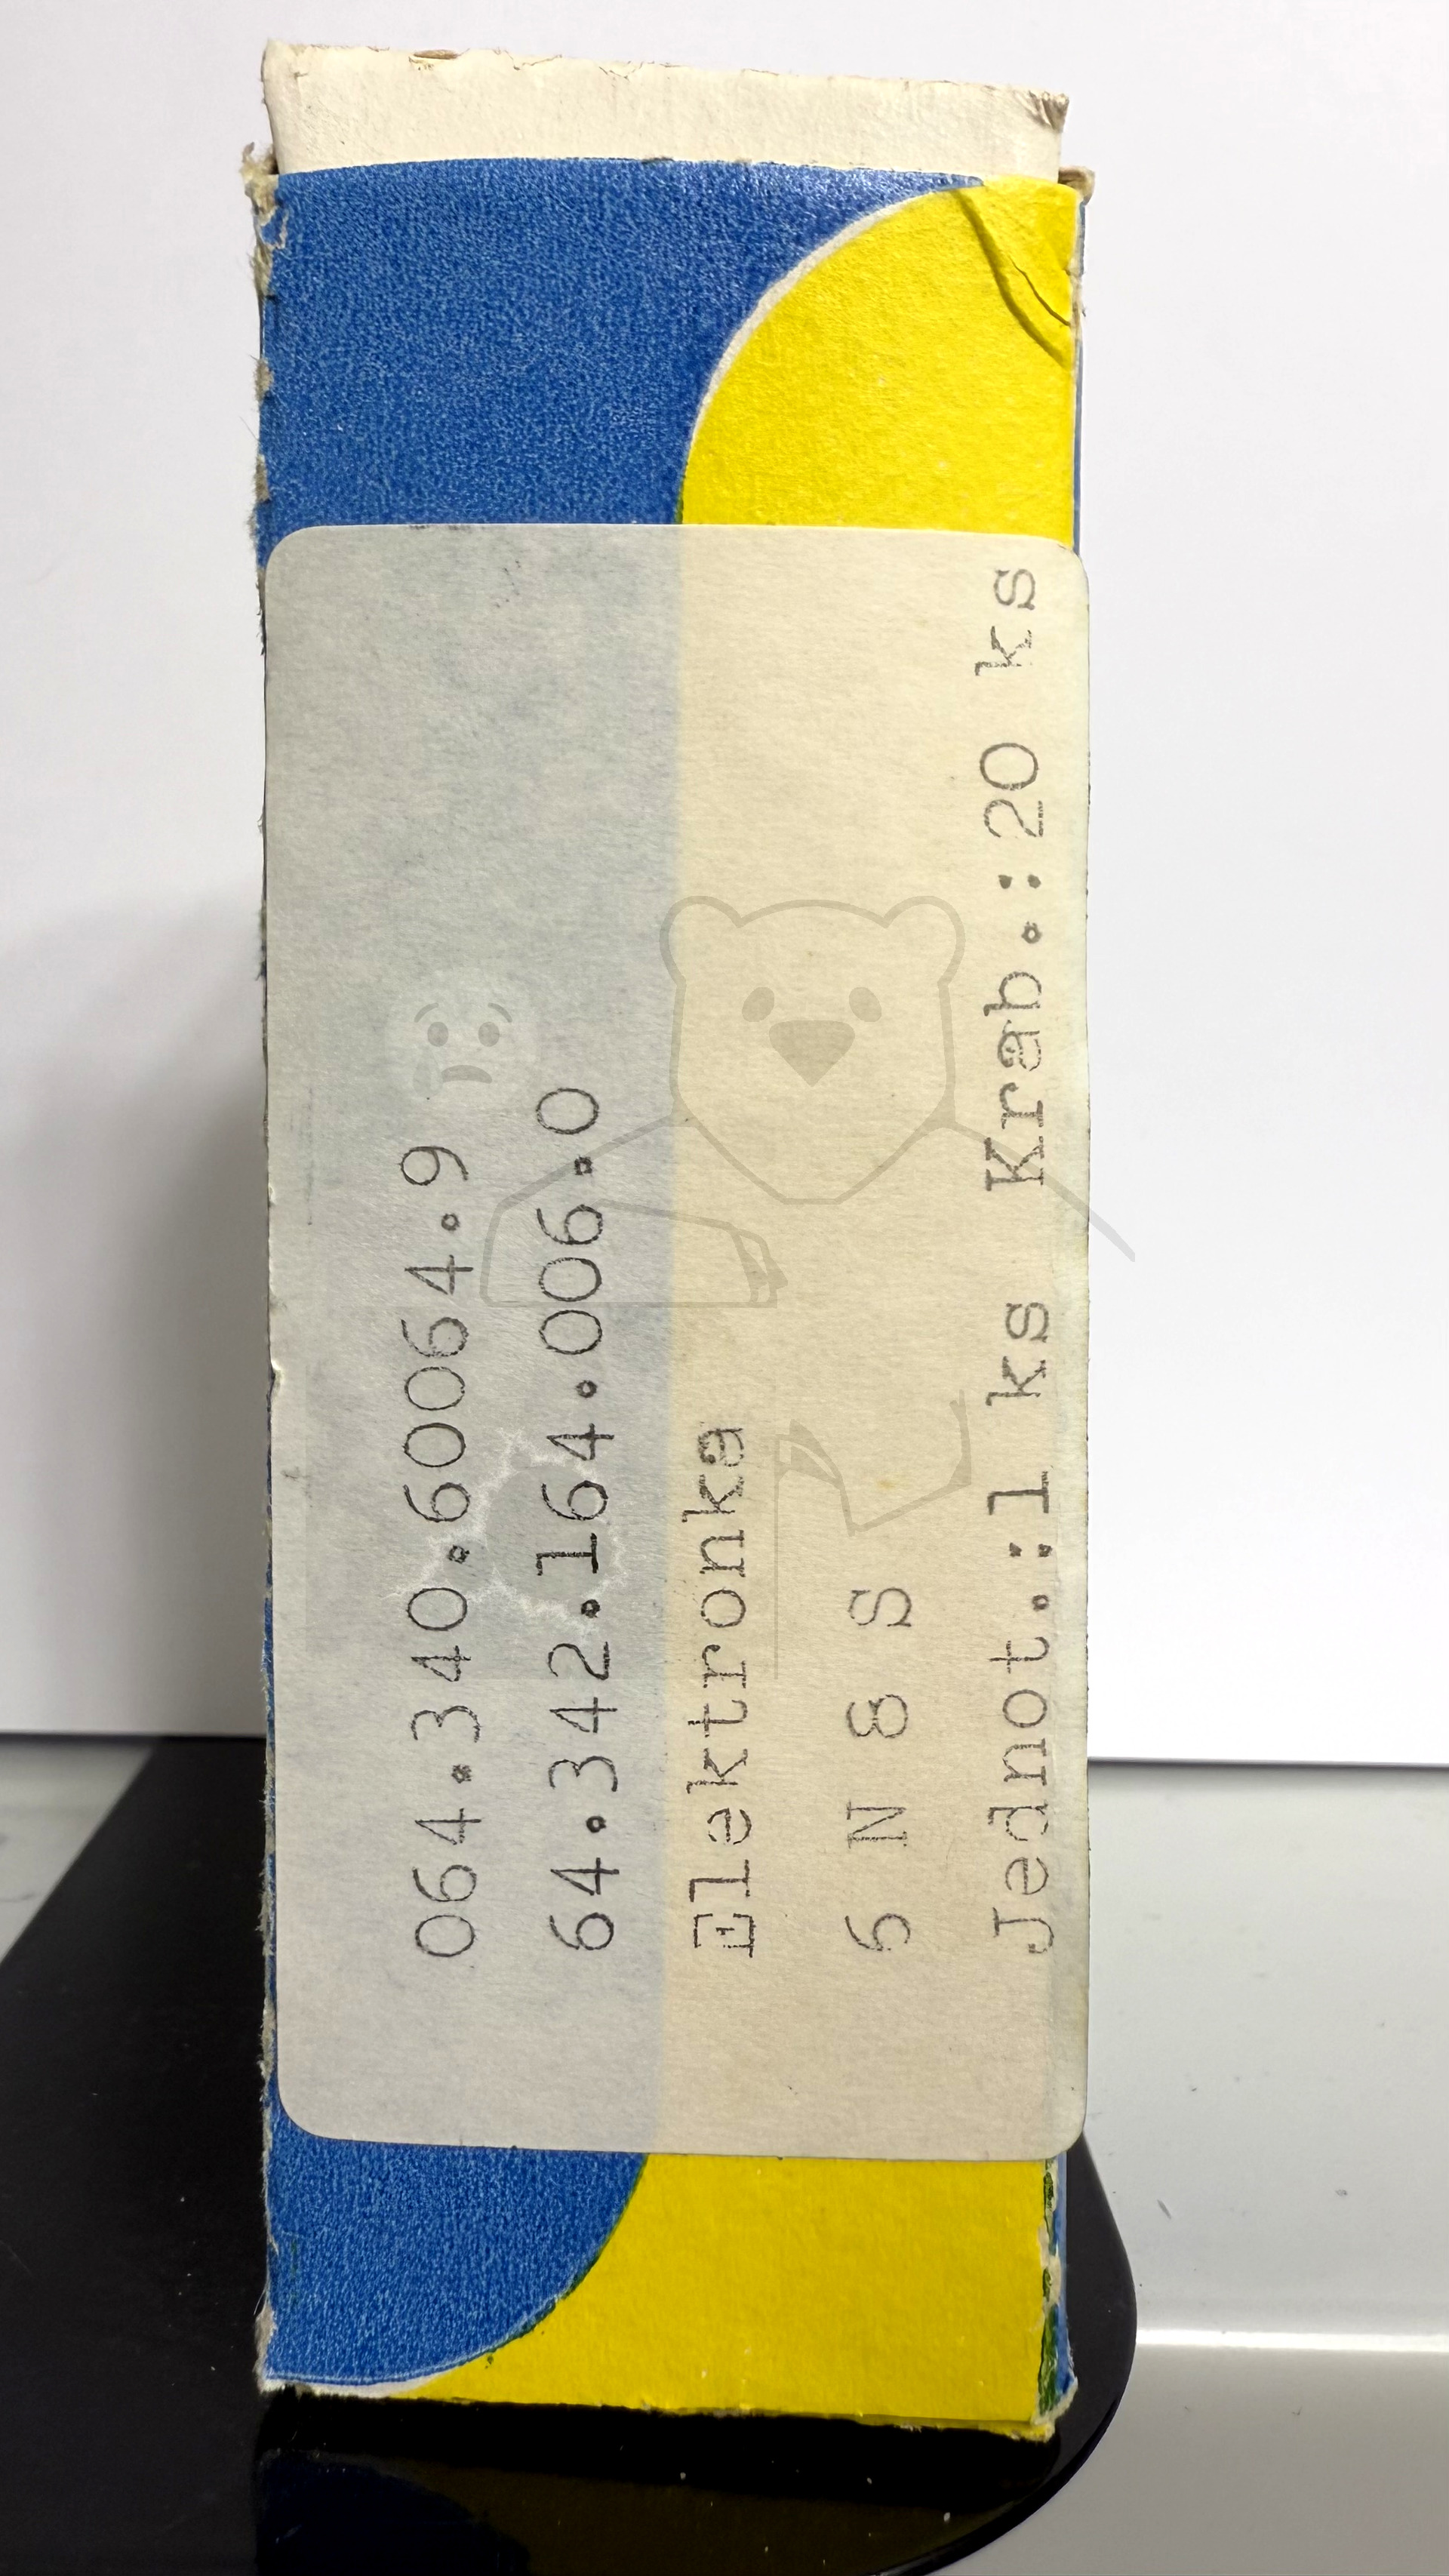 064.340.60064.9
64.342.164.006.0
Elektronka
6 N 8 S
Jednot.:1 ks Krab.:20 ks